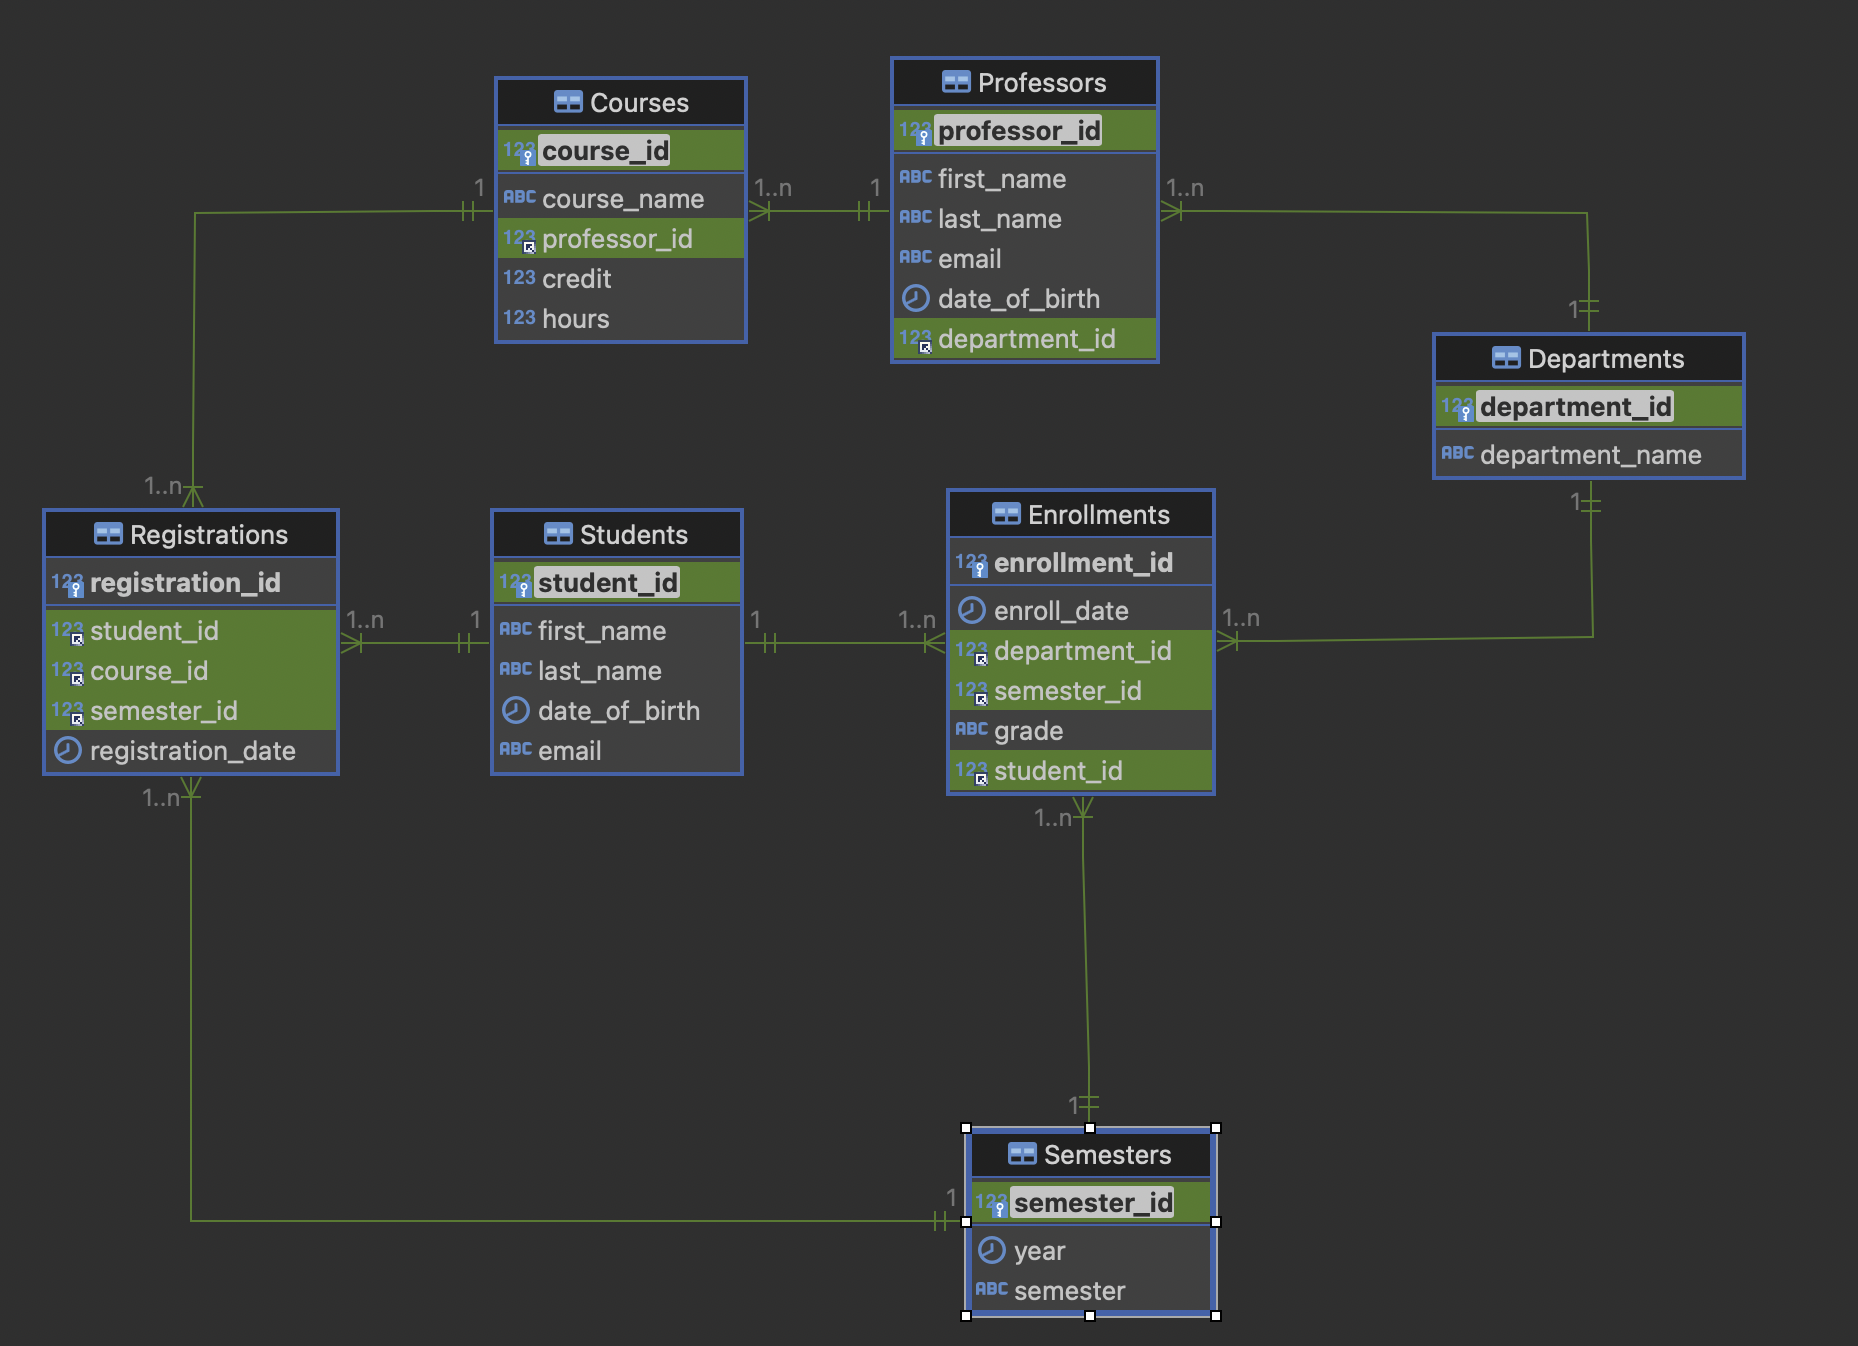 Courses
123 course_id
ABC course_name
123 professor_id
123 credit
123 hours
1
1..n
1
Professors
123 professor_id
ABC first_name
ABC last_name
ABC email
date_of_birth
123 department_id
1..n
1
Departments
123 department_id
ABC department_name
1
1..n
Registrations
123 registration_id
123 student_id
123 course_id
123 semester_id
registration_date
1..n
1..n
1
Students
123 student_id
ABC first_name
ABC last_name
date_of_birth
ABC email
1
1..n
Enrollments
123 enrollment_id
enroll_date
123 department_id
123 semester_id
ABC grade
123 student_id
1..n
1..n
1
1
Semesters
123 semester_id
year
ABC semester